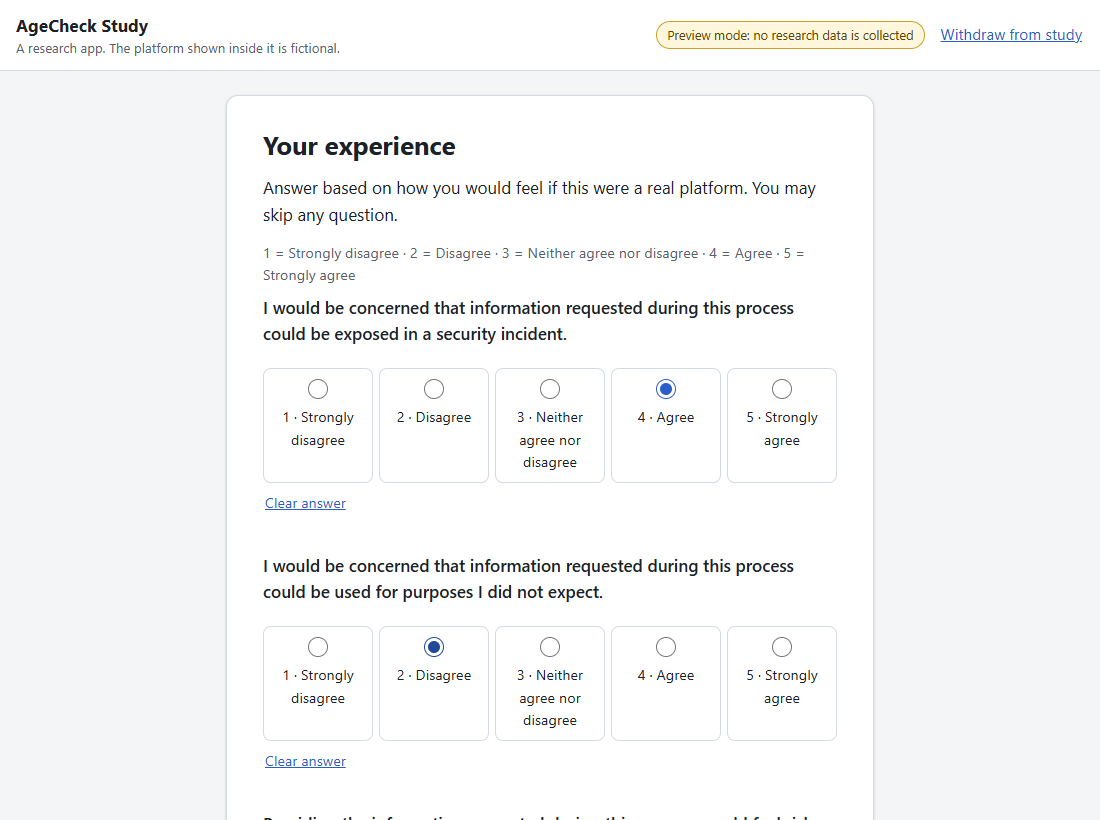 AgeCheck Study
A research app. The platform shown inside it is fictional.
Preview mode: no research data is collected
Withdraw from study
Your experience
Answer based on how you would feel if this were a real platform. You may
skip any question.
1 = Strongly disagree · 2 = Disagree · 3 = Neither agree nor disagree · 4 = Agree · 5 =
Strongly agree
I would be concerned that information requested during this process
could be exposed in a security incident.
1 · Strongly
disagree
2 · Disagree
3 · Neither
agree nor
disagree
4 · Agree
5 · Strongly
agree
Clear answer
I would be concerned that information requested during this process
could be used for purposes I did not expect.
1 · Strongly
disagree
2 · Disagree
3 · Neither
agree nor
disagree
4 · Agree
5 · Strongly
agree
Clear answer